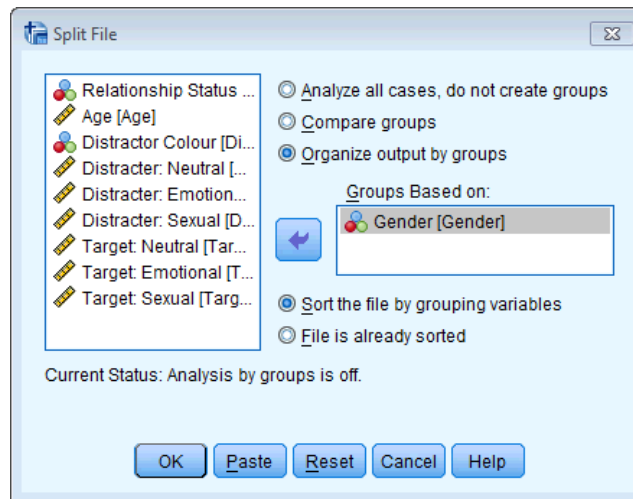 Split File
Relationship Status ...
Age [Age]
Distractor Colour [Di...
Distracter: Neutral [...
Distracter: Emotion...
Distracter: Sexual [D...
Target: Neutral [Tar...
Target: Emotional [T...
Target: Sexual [Targ...
Analyze all cases, do not create groups
Compare groups
Organize output by groups
Groups Based on:
Gender [Gender]
Sort the file by grouping variables
File is already sorted
Current Status: Analysis by groups is off.
OK Paste Reset Cancel Help